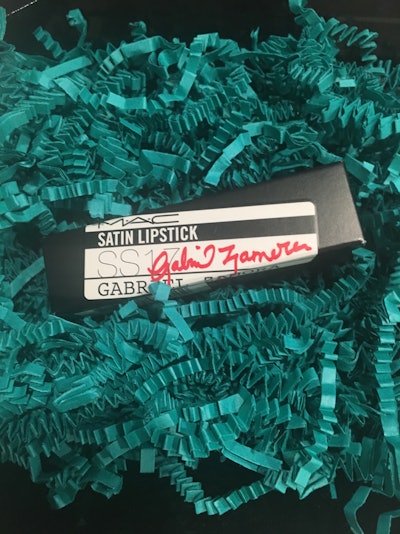 MAC
SATIN LIPSTICK
SS17
Gabriel Zamora